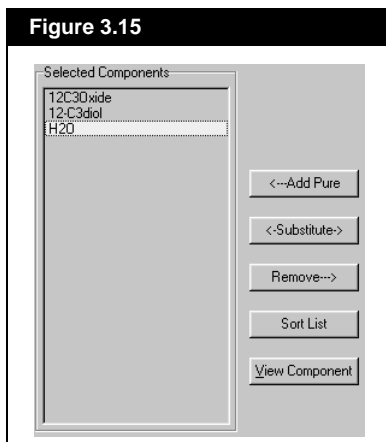 Figure 3.15
Selected Components
12C3Oxide
12-C3diol
H2O
<---Add Pure
<-Substitute->
Remove--->
Sort List
View Component